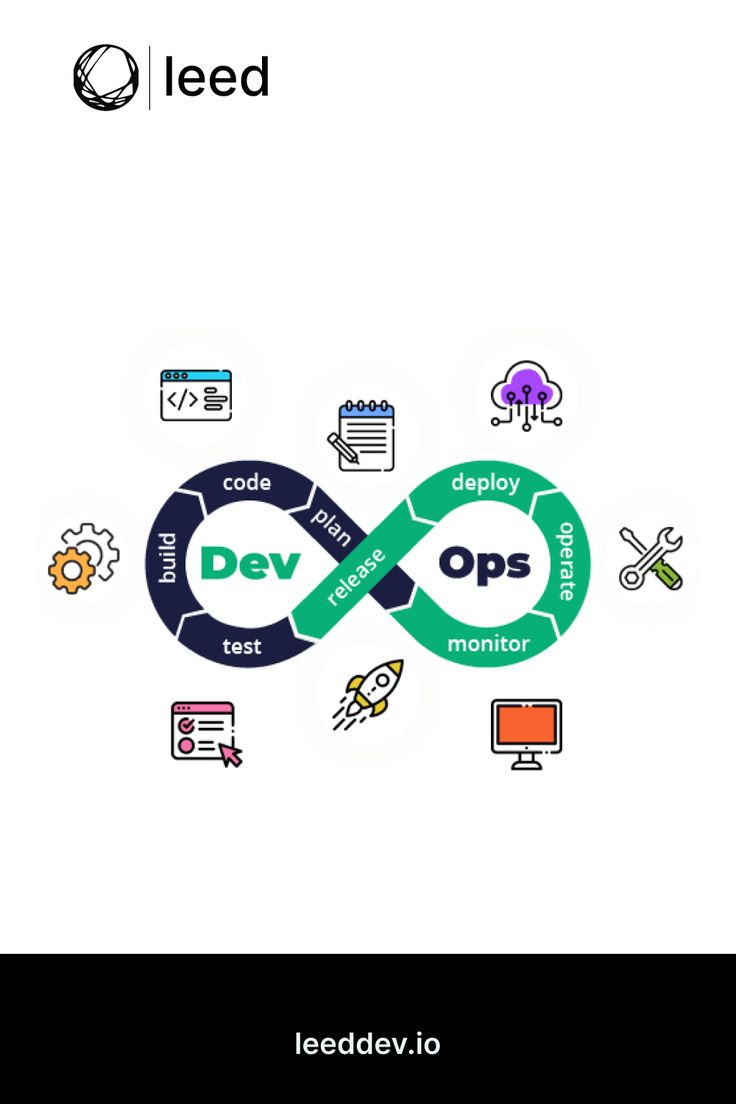 leed
code
deploy
plan
build
Dev
release
Ops
operate
test
monitor
leeddev.io